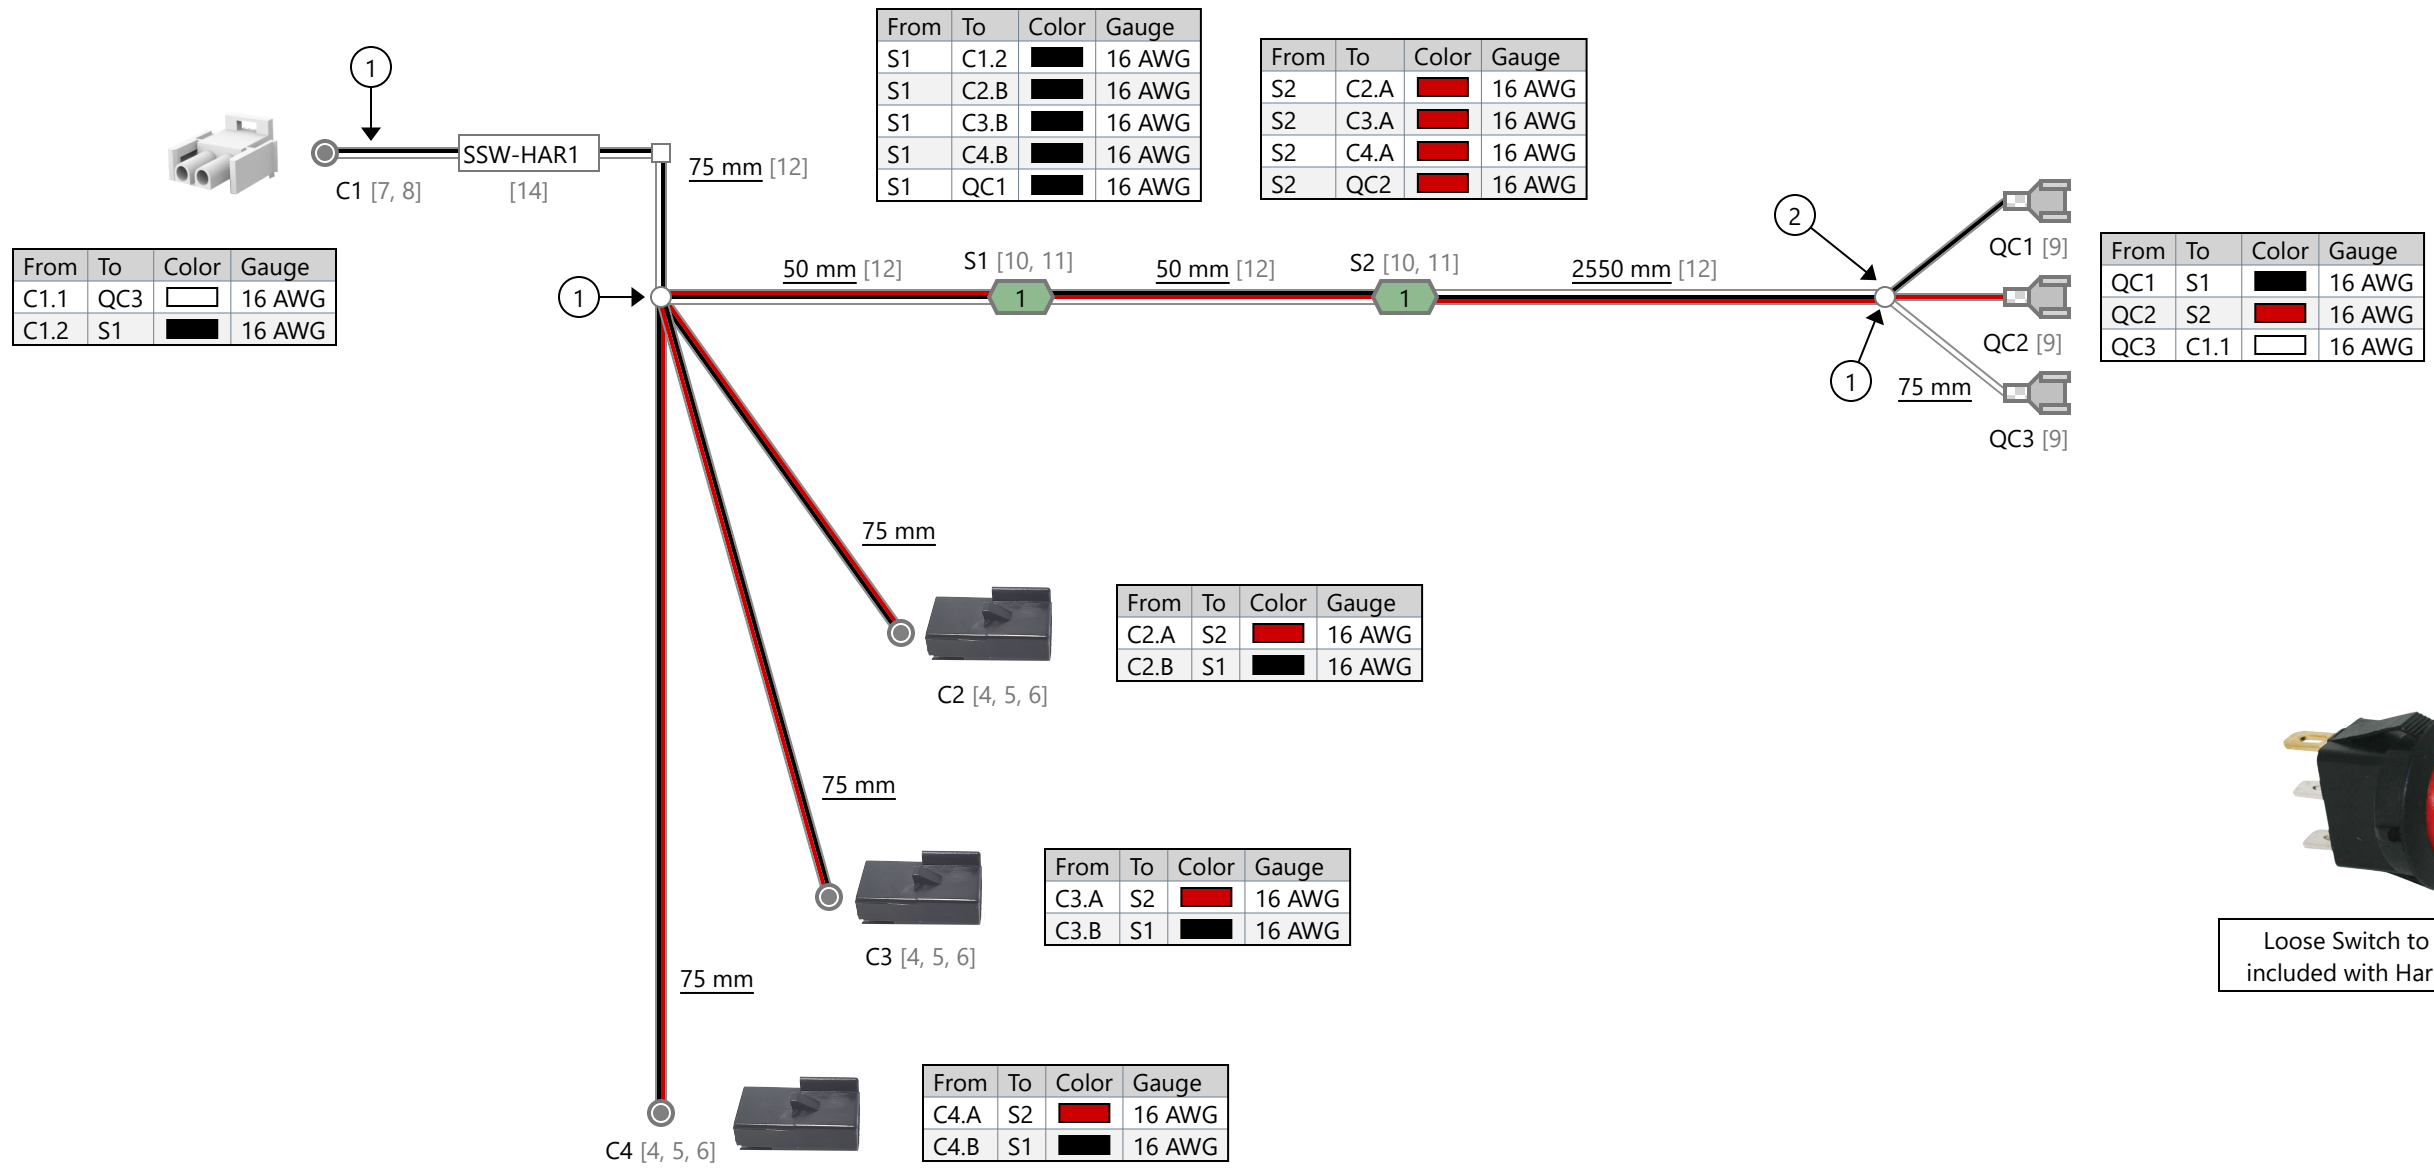 1
SSW-HAR1
C1 [7, 8]
[14]
75 mm [12]
From To Color Gauge
C1.1 QC3 16 AWG
C1.2 S1 16 AWG
From To Color Gauge
S1 C1.2 16 AWG
S1 C2.B 16 AWG
S1 C3.B 16 AWG
S1 C4.B 16 AWG
S1 QC1 16 AWG
From To Color Gauge
S2 C2.A 16 AWG
S2 C3.A 16 AWG
S2 C4.A 16 AWG
S2 QC2 16 AWG
1
50 mm [12]
S1 [10, 11]
1
50 mm [12]
S2 [10, 11]
1
2550 mm [12]
2
1
75 mm
QC1 [9]
QC2 [9]
QC3 [9]
From To Color Gauge
QC1 S1 16 AWG
QC2 S2 16 AWG
QC3 C1.1 16 AWG
75 mm
C2 [4, 5, 6]
From To Color Gauge
C2.A S2 16 AWG
C2.B S1 16 AWG
75 mm
C3 [4, 5, 6]
From To Color Gauge
C3.A S2 16 AWG
C3.B S1 16 AWG
75 mm
C4 [4, 5, 6]
From To Color Gauge
C4.A S2 16 AWG
C4.B S1 16 AWG
Loose Switch to
included with Har